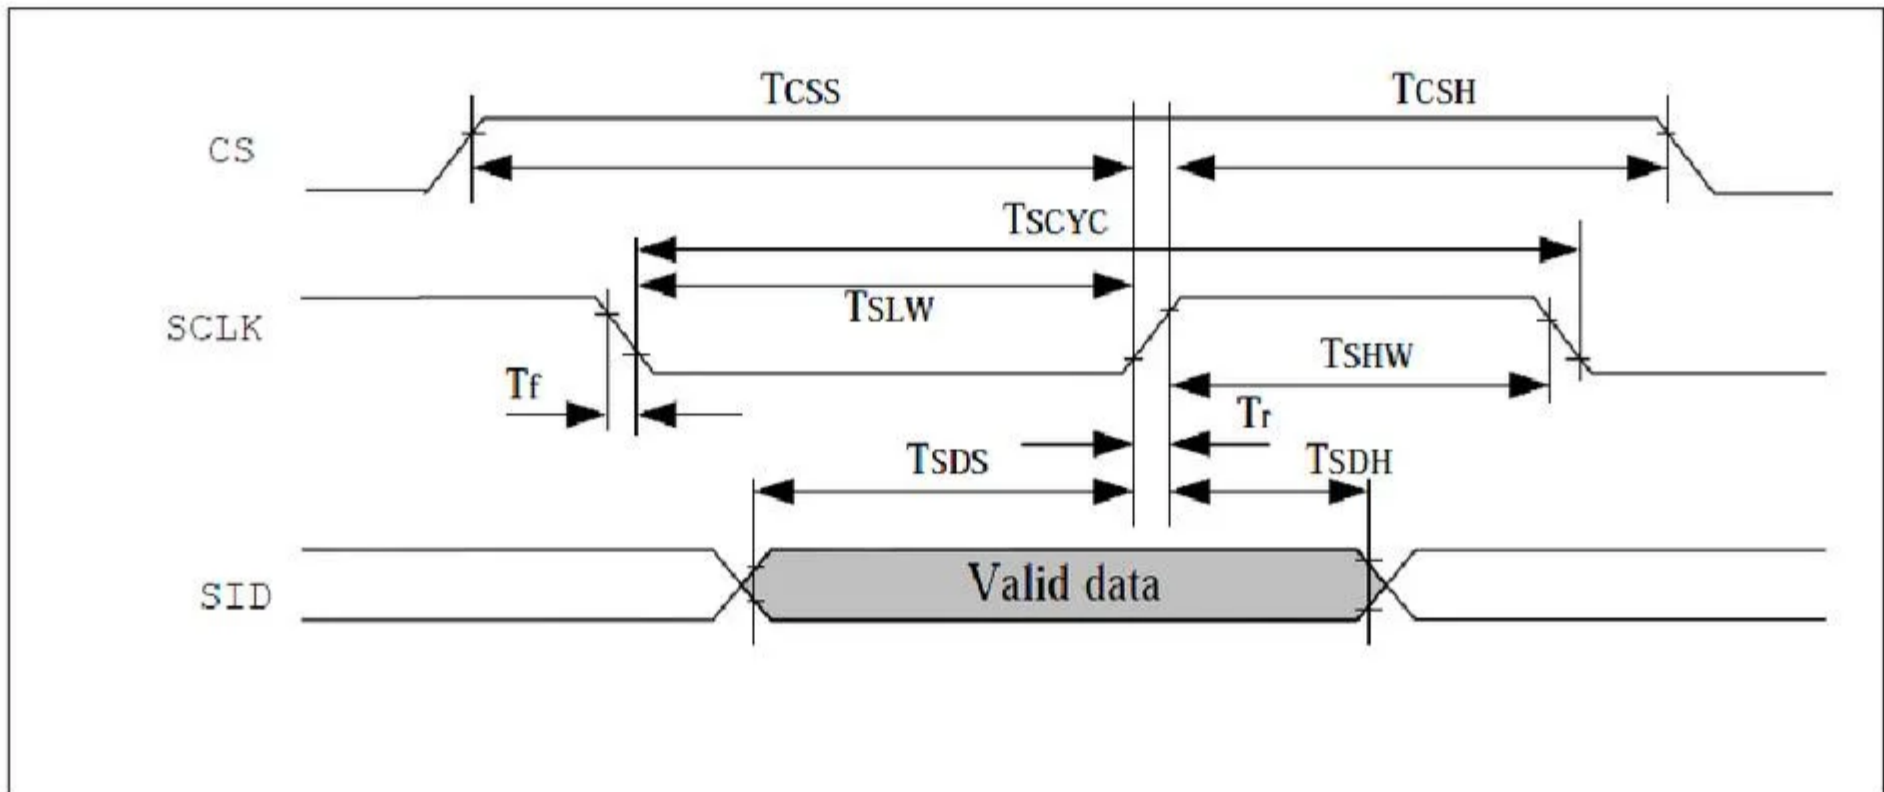 TCSS
TCSH
CS
TSCYC
TSLW
SCLK
TSHW
Tf
Tr
TSDS
TSDH
Valid data
SID